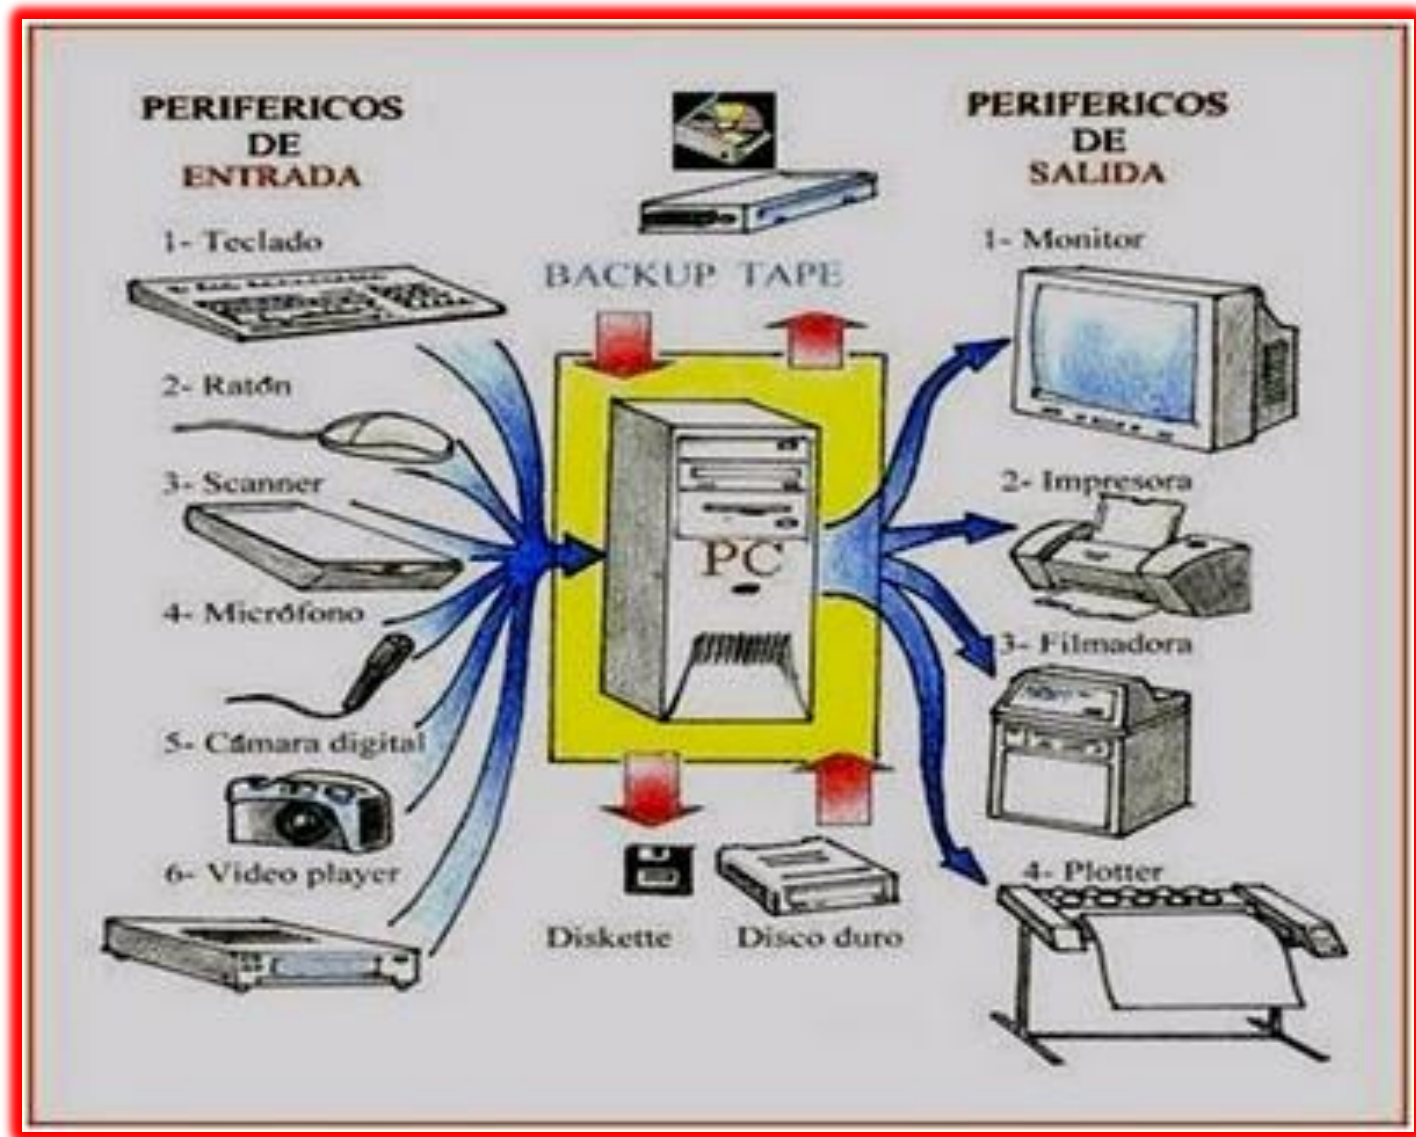 PERIFERICOS
DE
ENTRADA
1- Teclado
2- Ratón
3- Scanner
4- Micrófono
5- Cámara digital
6- Video player
BACKUP TAPE
PC
Diskette
Disco duro
PERIFERICOS
DE
SALIDA
1- Monitor
2- Impresora
3- Filmadora
4- Plotter